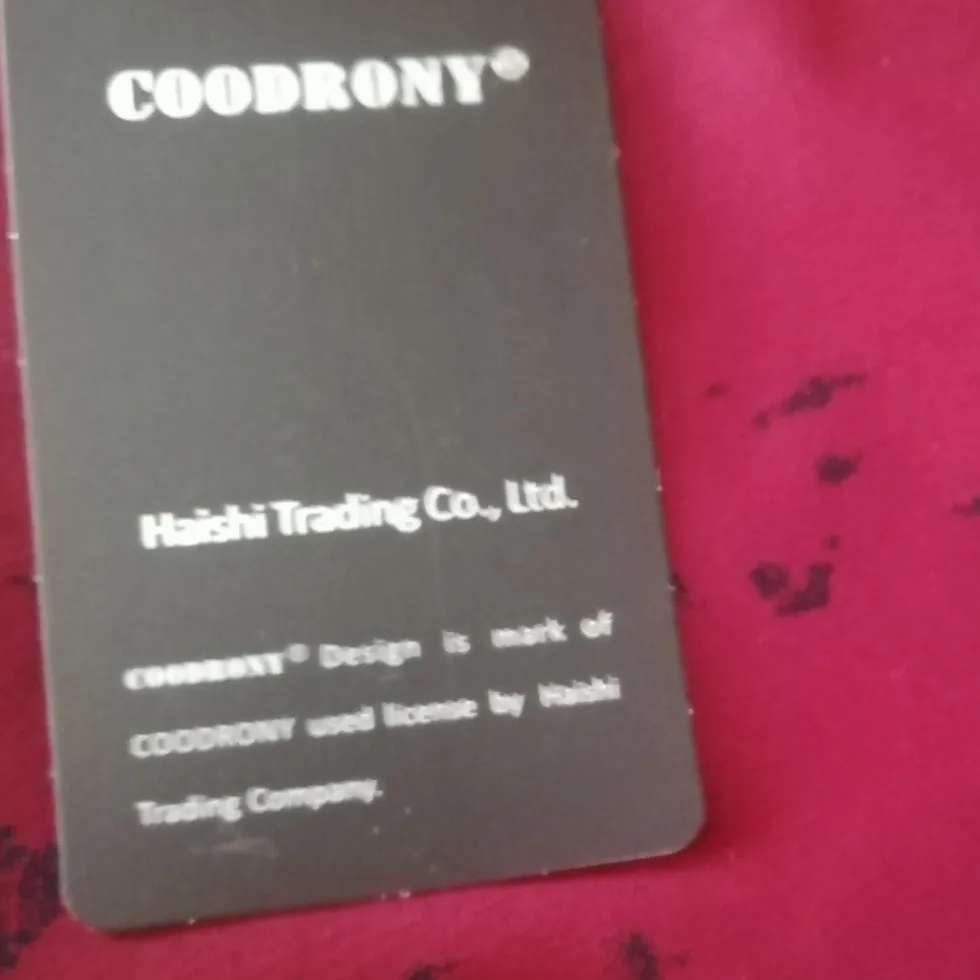 COODRONY®
Haishi Trading Co., Ltd.
COODRONY® Design is mark of
COODRONY used license by Haishi
Trading Company.